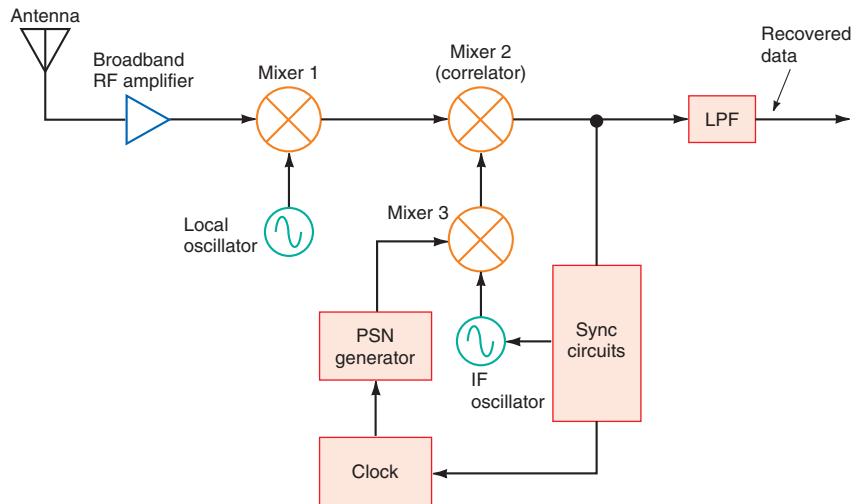 Antenna
Broadband
RF amplifier
Mixer 1
Mixer 2
(correlator)
Recovered
data
LPF
Local
oscillator
Mixer 3
PSN
generator
IF
oscillator
Sync
circuits
Clock